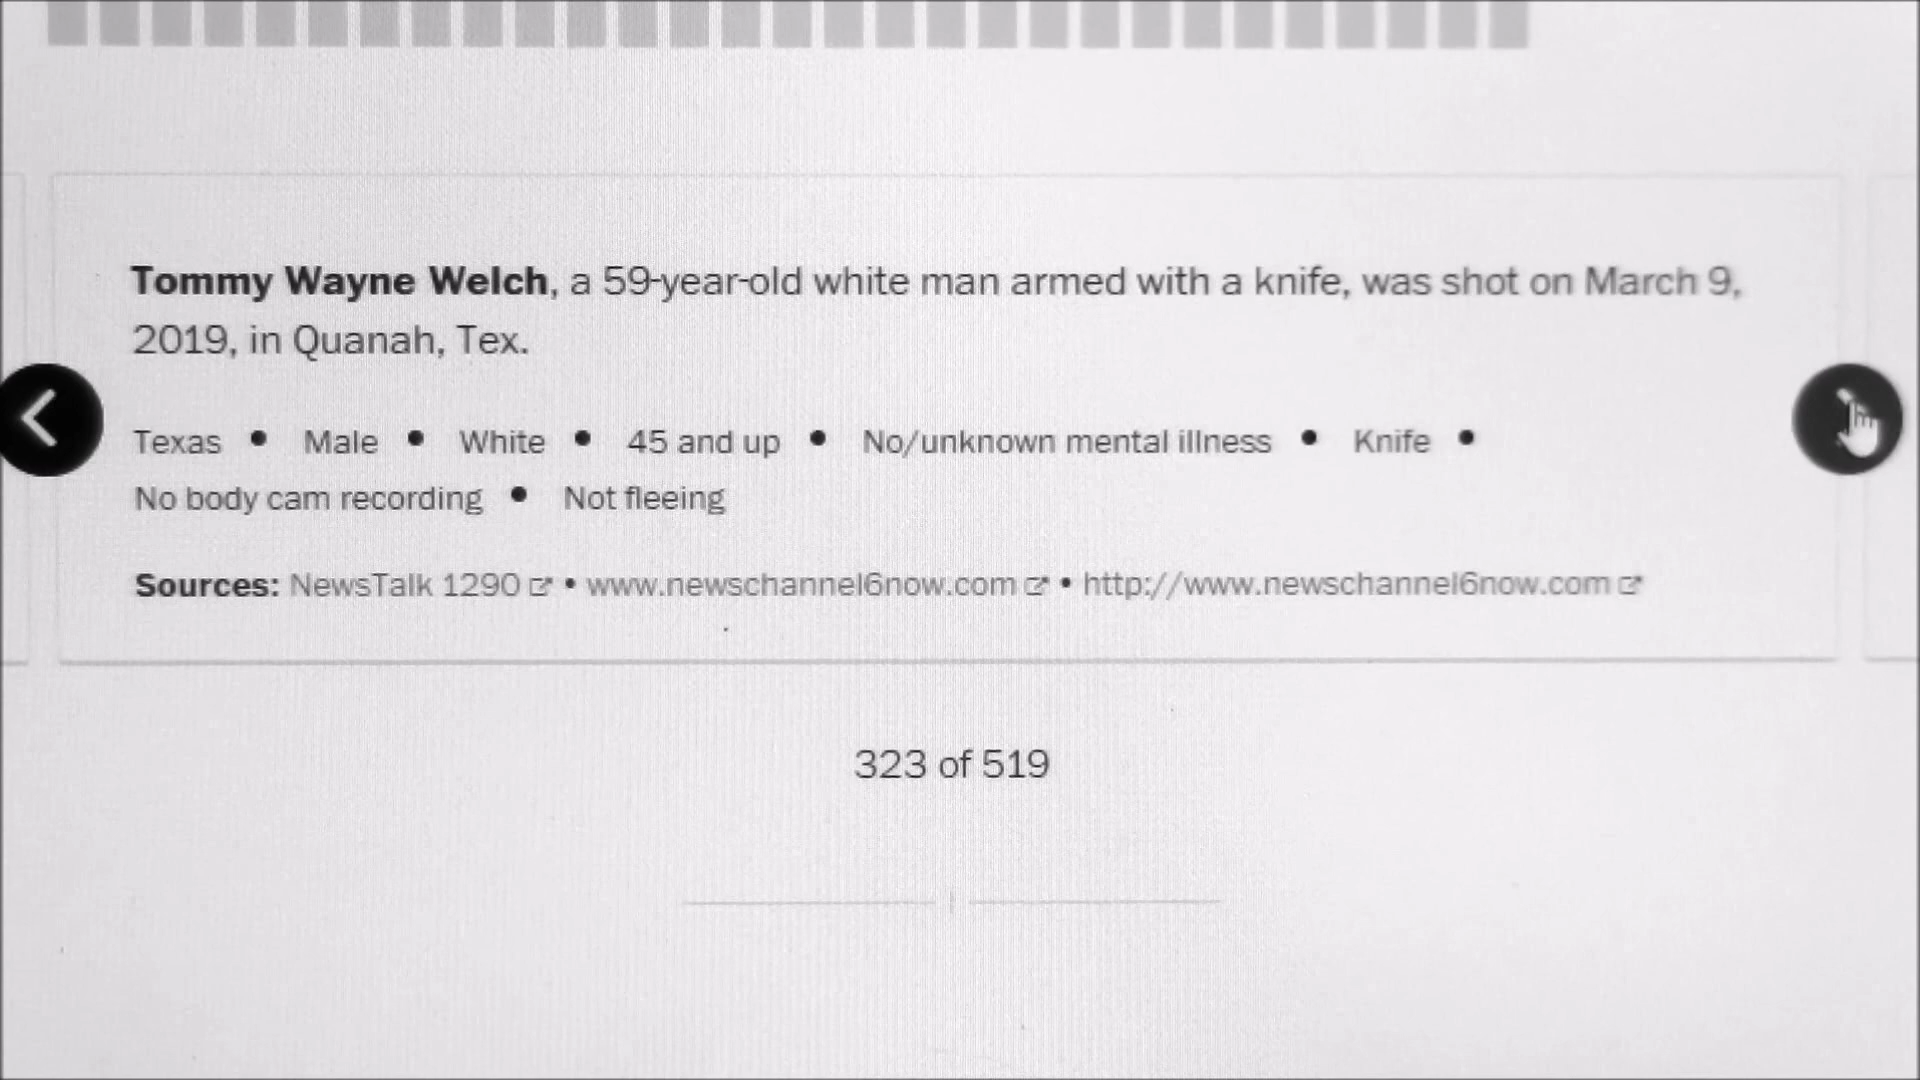 Tommy Wayne Welch, a 59-year-old white man armed with a knife, was shot on March 9,
2019, in Quanah, Tex.
Texas • Male • White • 45 and up • No/unknown mental illness • Knife •
No body cam recording • Not fleeing
Sources: NewsTalk 1290 • www.newschannel6now.com • http://www.newschannel6now.com
323 of 519